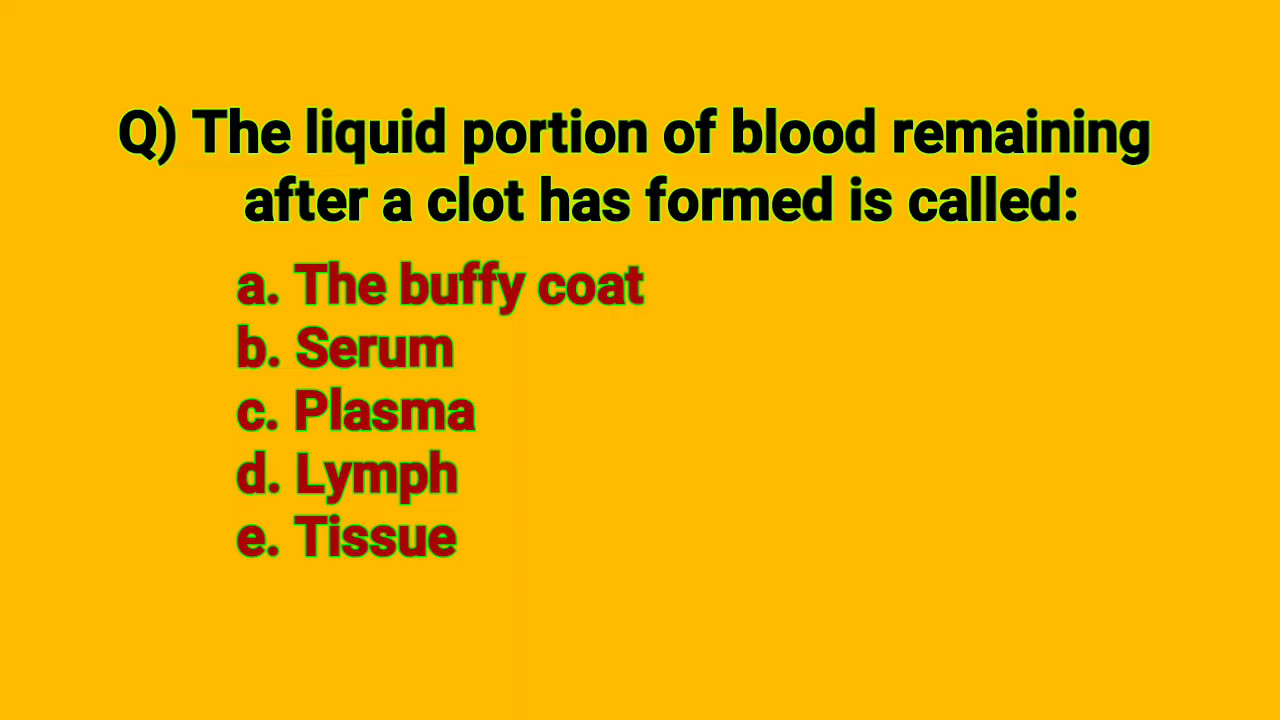 Q) The liquid portion of blood remaining
after a clot has formed is called:
a. The buffy coat
b. Serum
c. Plasma
d. Lymph
e. Tissue